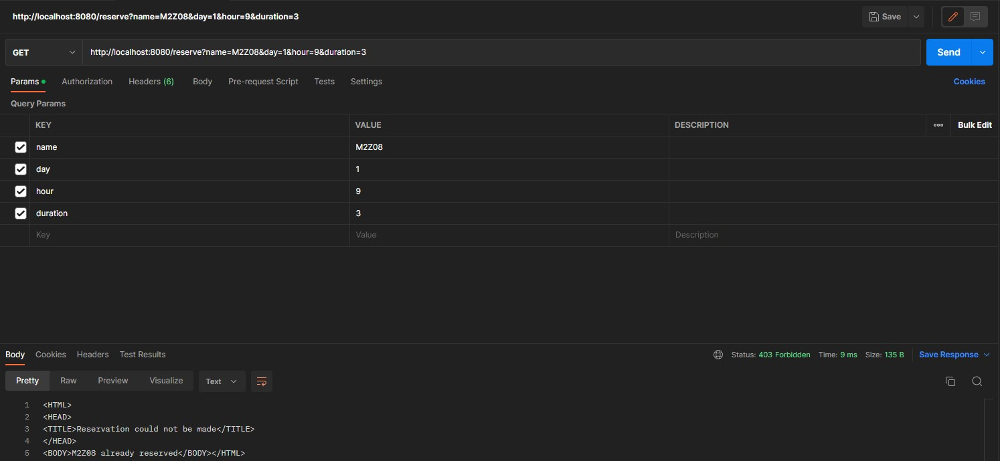 http://localhost:8080/reserve?name=M2Z08&day=1&hour=9&duration=3 Save
GET http://localhost:8080/reserve?name=M2Z08&day=1&hour=9&duration=3 Send
Params Authorization Headers (6) Body Pre-request Script Tests Settings Cookies
Query Params
KEY VALUE DESCRIPTION ooo Bulk Edit
name M2Z08
day 1
hour 9
duration 3
Key Value Description
Body Cookies Headers Test Results Status: 403 Forbidden Time: 9 ms Size: 135 B Save Response
Pretty Raw Preview Visualize Text
1 <HTML>
2 <HEAD>
3 <TITLE>Reservation could not be made</TITLE>
4 </HEAD>
5 <BODY>M2Z08 already reserved</BODY></HTML>